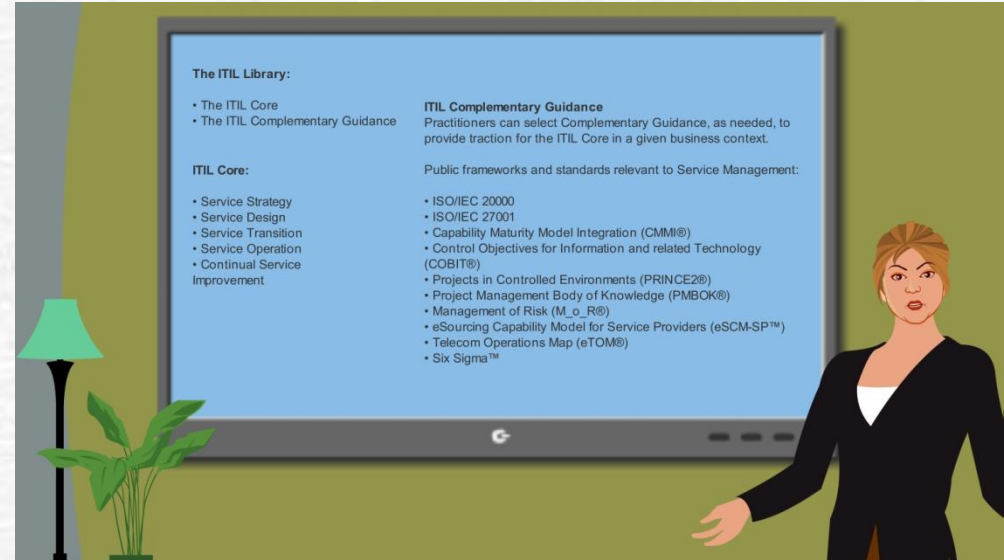 The ITIL Library:
• The ITIL Core
• The ITIL Complementary Guidance
ITIL Core:
• Service Strategy
• Service Design
• Service Transition
• Service Operation
• Continual Service
Improvement
ITIL Complementary Guidance
Practitioners can select Complementary Guidance, as needed, to
provide traction for the ITIL Core in a given business context.
Public frameworks and standards relevant to Service Management:
• ISO/IEC 20000
• ISO/IEC 27001
• Capability Maturity Model Integration (CMMI®)
• Control Objectives for Information and related Technology
(COBIT®)
• Projects in Controlled Environments (PRINCE2®)
• Project Management Body of Knowledge (PMBOK®)
• Management of Risk (M_o_R®)
• eSourcing Capability Model for Service Providers (eSCM-SP™)
• Telecom Operations Map (eTOM®)
• Six Sigma™